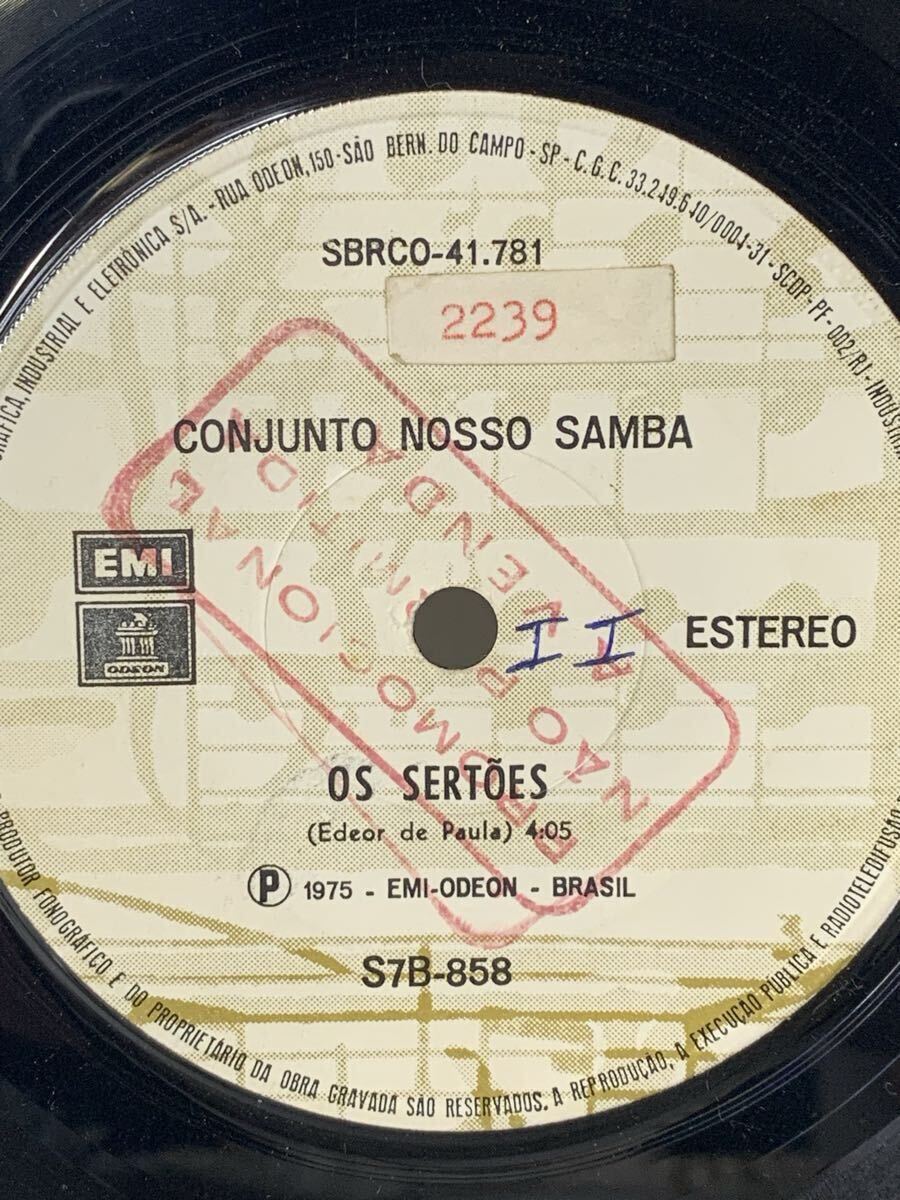 GRÁFICA, INDUSTRIAL E ELETRÔNICA S/A. - RUA ODEON, 150 - SÃO BERN. DO CAMPO - SP - C.G.C. 33.249.640/0004-31 - SCDP - PF - 002/RJ - INDUSTRIA
SBRCO-41.781
2239
CONJUNTO NOSSO SAMBA
EMI
ODEON
II
ESTEREO
PROMOCIONAL
NÃO PERMITIDA
A VENDA
OS SERTÕES
(Edeor de Paula) 4:05
Ⓟ 1975 - EMI-ODEON - BRASIL
S7B-858
PRODUTOR FONOGRÁFICO E DO PROPRIETÁRIO DA OBRA GRAVADA SÃO RESERVADOS. A REPRODUÇÃO, A EXECUÇÃO PÚBLICA E RADIOTELEDIFUSÃO